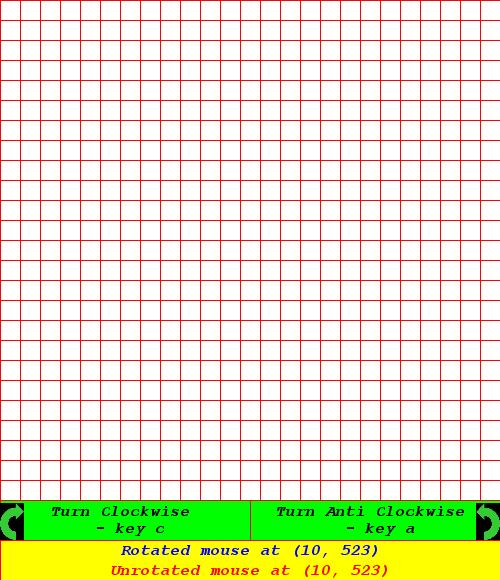 Turn Clockwise
- key c
Turn Anti Clockwise
- key a
Rotated mouse at (10, 523)
Unrotated mouse at (10, 523)